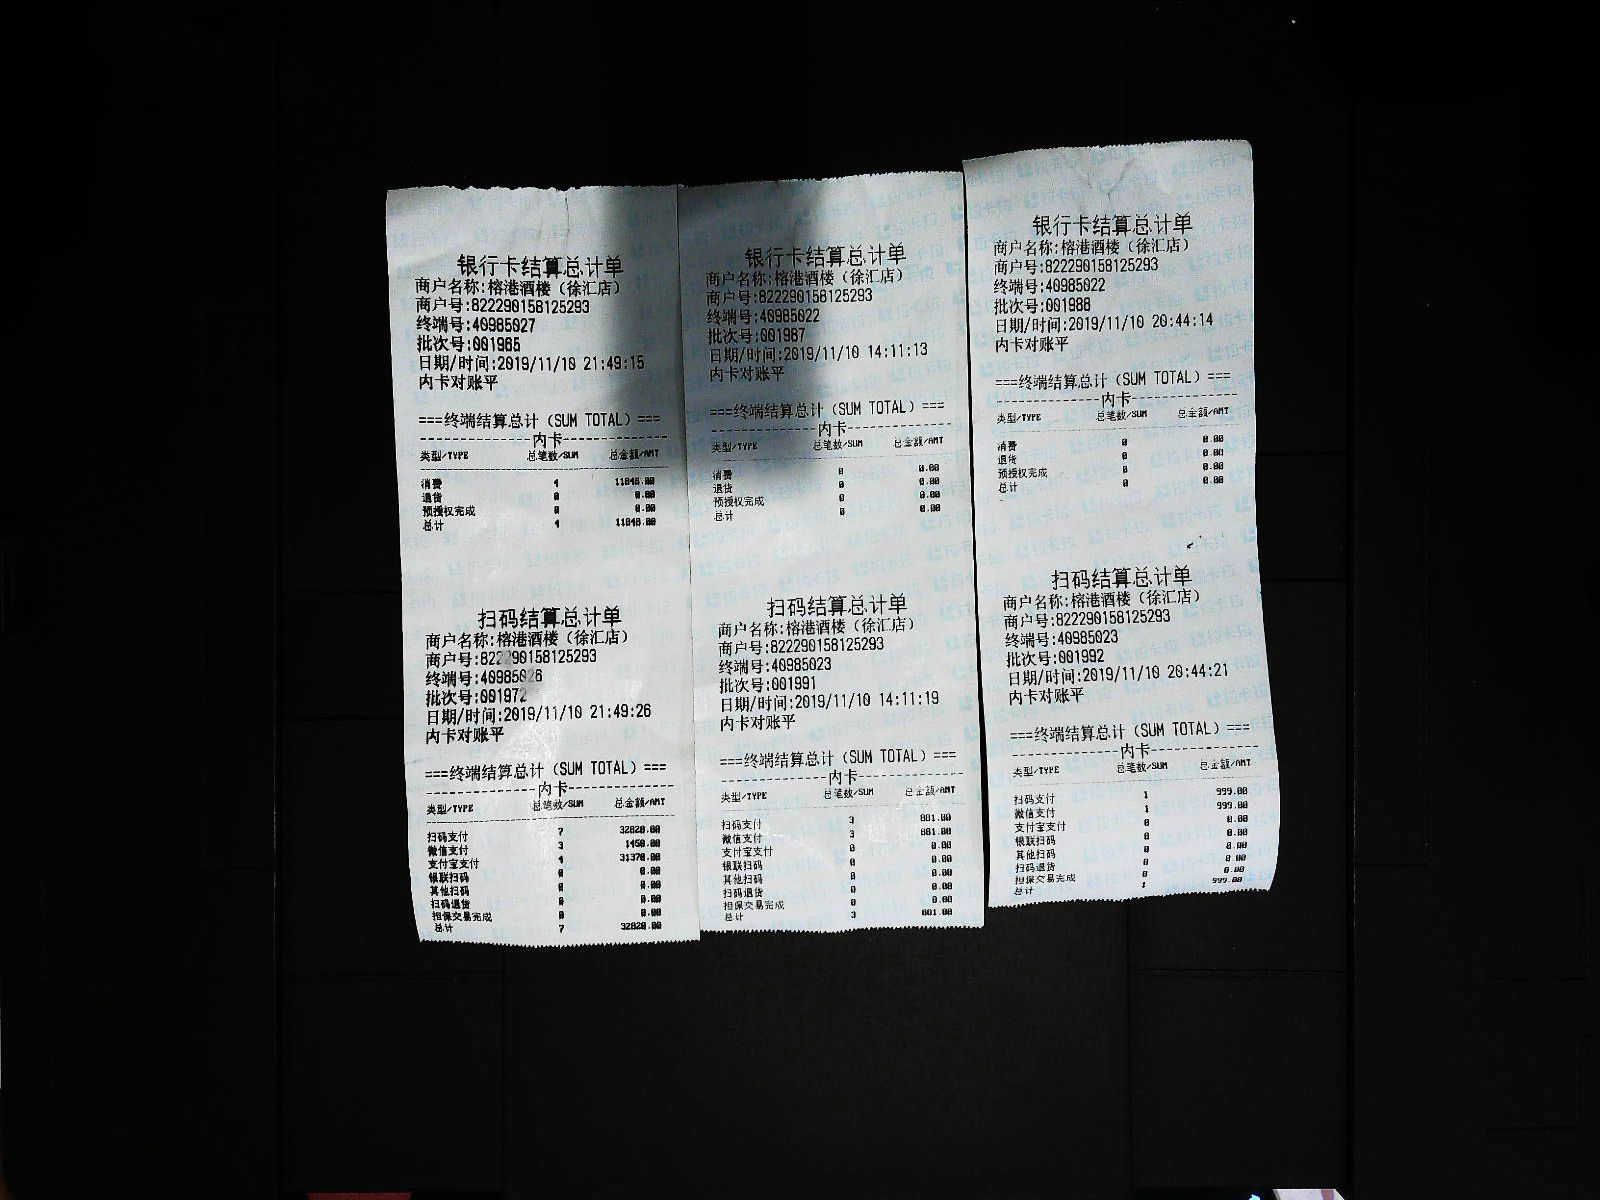 银行卡结算总计单
商户名称:榕港酒楼（徐汇店）
商户号:822290158125293
终端号:40985027
批次号:001985
日期/时间:2019/11/10 21:49:15
内卡对账平
===终端结算总计（SUM TOTAL）===
内卡
类型/TYPE 总笔数/SUM 总金额/AMT
消费 4
退货 0 0.00
预授权完成 0 0.00
总计 4
扫码结算总计单
商户名称:榕港酒楼（徐汇店）
商户号:822290158125293
终端号:40985026
批次号:001972
日期/时间:2019/11/10 21:49:26
内卡对账平
===终端结算总计（SUM TOTAL）===
内卡
类型/TYPE 总笔数/SUM 总金额/AMT
扫码支付 7 32820.00
微信支付 3 1450.00
支付宝支付 4 31370.00
银联扫码 0 0.00
其他扫码 0 0.00
扫码退货 0 0.00
担保交易完成 0 0.00
总计 7 32820.00
银行卡结算总计单
商户名称:榕港酒楼（徐汇店）
商户号:822290158125293
终端号:40985022
批次号:001987
日期/时间:2019/11/10 14:11:13
内卡对账平
===终端结算总计（SUM TOTAL）===
内卡
类型/TYPE 总笔数/SUM 总金额/AMT
消费 0 0.00
退货 0 0.00
预授权完成 0 0.00
总计 0 0.00
扫码结算总计单
商户名称:榕港酒楼（徐汇店）
商户号:822290158125293
终端号:40985023
批次号:001991
日期/时间:2019/11/10 14:11:19
内卡对账平
===终端结算总计（SUM TOTAL）===
内卡
类型/TYPE 总笔数/SUM 总金额/AMT
扫码支付 3
微信支付 3
支付宝支付 0 0.00
银联扫码 0 0.00
其他扫码 0 0.00
扫码退货 0 0.00
担保交易完成 0 0.00
总计 3
银行卡结算总计单
商户名称:榕港酒楼（徐汇店）
商户号:822290158125293
终端号:40985022
批次号:001988
日期/时间:2019/11/10 20:44:14
内卡对账平
===终端结算总计（SUM TOTAL）===
内卡
类型/TYPE 总笔数/SUM 总金额/AMT
消费 0 0.00
退货 0 0.00
预授权完成 0 0.00
总计 0 0.00
扫码结算总计单
商户名称:榕港酒楼（徐汇店）
商户号:822290158125293
终端号:40985023
批次号:001992
日期/时间:2019/11/10 20:44:21
内卡对账平
===终端结算总计（SUM TOTAL）===
内卡
类型/TYPE 总笔数/SUM 总金额/AMT
扫码支付 1 999.00
微信支付 1 999.00
支付宝支付 0 0.00
银联扫码 0 0.00
其他扫码 0 0.00
扫码退货 0 0.00
担保交易完成 0 0.00
总计 1 999.00